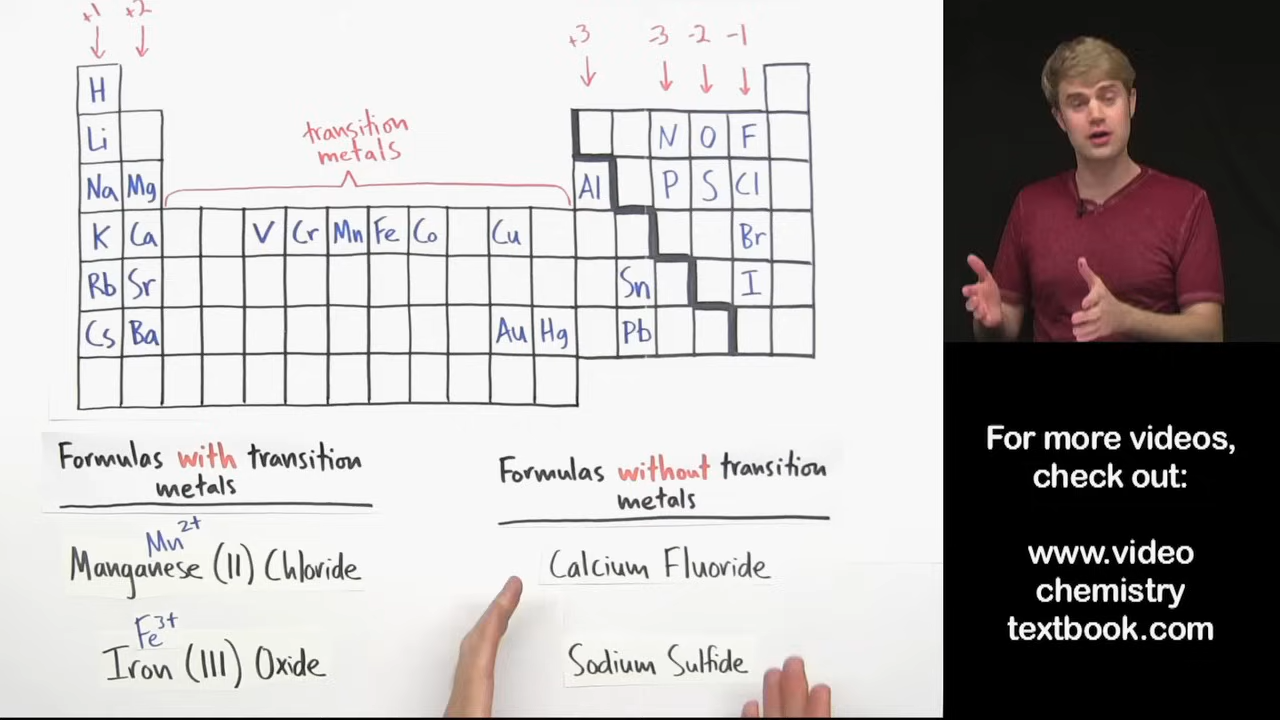 +1 +2
+3 -3 -2 -1
H
transition
metals
Li N O F
Na Mg Al P S Cl
K Ca V Cr Mn Fe Co Cu Br
Rb Sr Sn I
Cs Ba Au Hg Pb
Formulas with transition
metals
Mn2+
Manganese (II) Chloride
Fe3+
Iron (III) Oxide
Formulas without transition
metals
Calcium Fluoride
Sodium Sulfide
For more videos,
check out:
www.video
chemistry
textbook.com